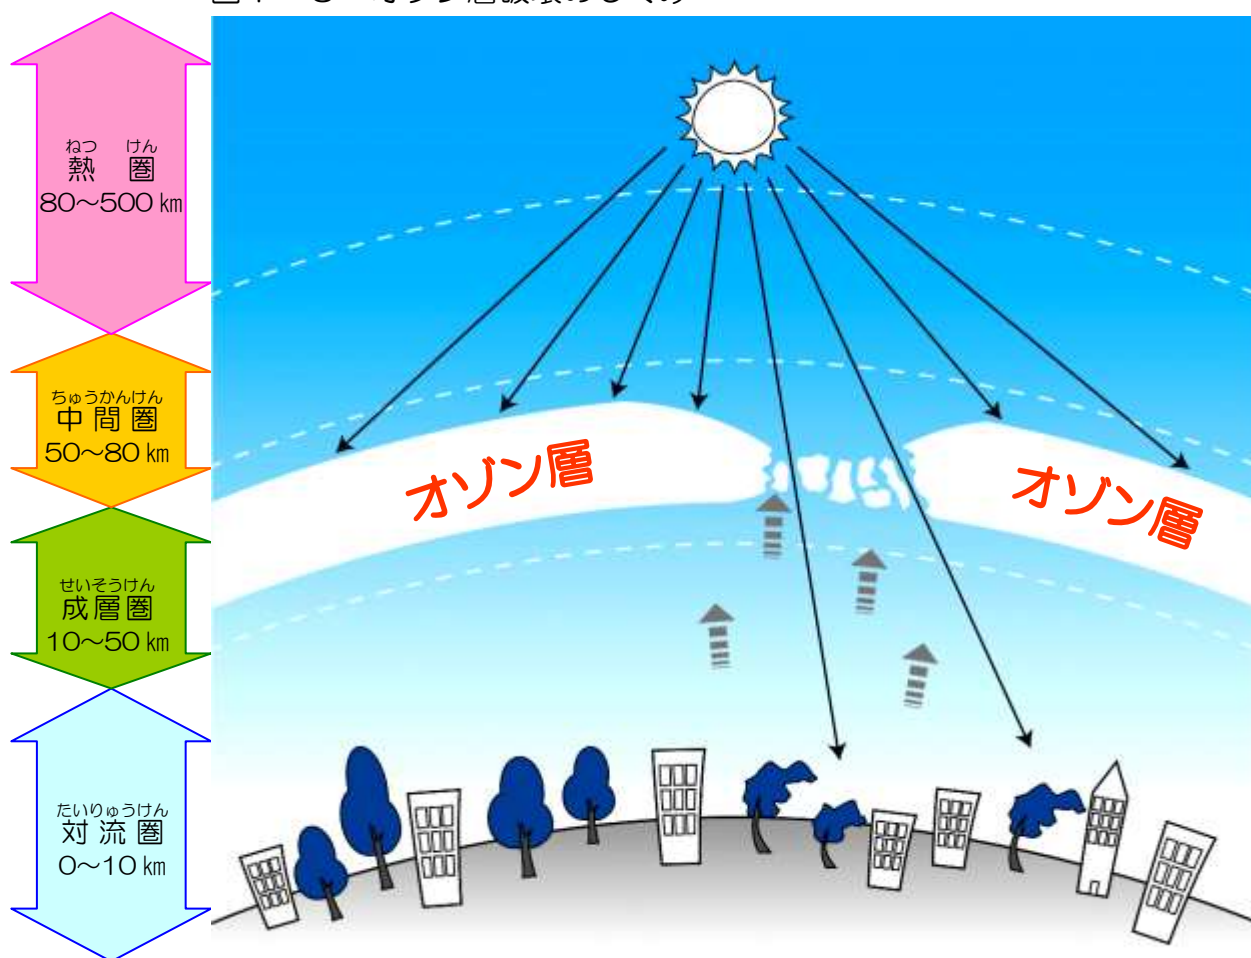 ねつ けん
熱 圏
80～500 km
ちゅうかんけん
中間圏
50～80 km
せいそうけん
成層圏
10～50 km
たいりゅうけん
対流圏
0～10 km
オゾン層
オゾン層